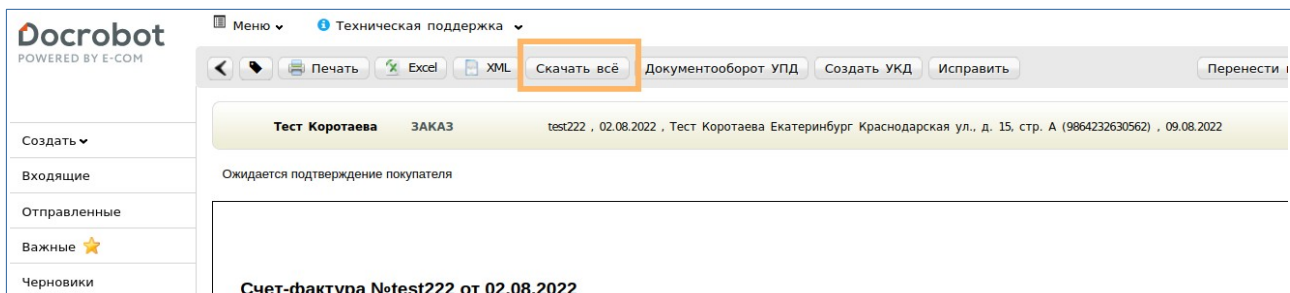 Docrobot
POWERED BY E-COM
Меню
Техническая поддержка
Печать Excel XML Скачать всё Документооборот УПД Создать УКД Исправить Перенести
Тест Коротаева ЗАКАЗ test222 , 02.08.2022 , Тест Коротаева Екатеринбург Краснодарская ул., д. 15, стр. А (9864232630562) , 09.08.2022
Создать
Входящие
Ожидается подтверждение покупателя
Отправленные
Важные
Черновики
Счет-фактура №test222 от 02.08.2022